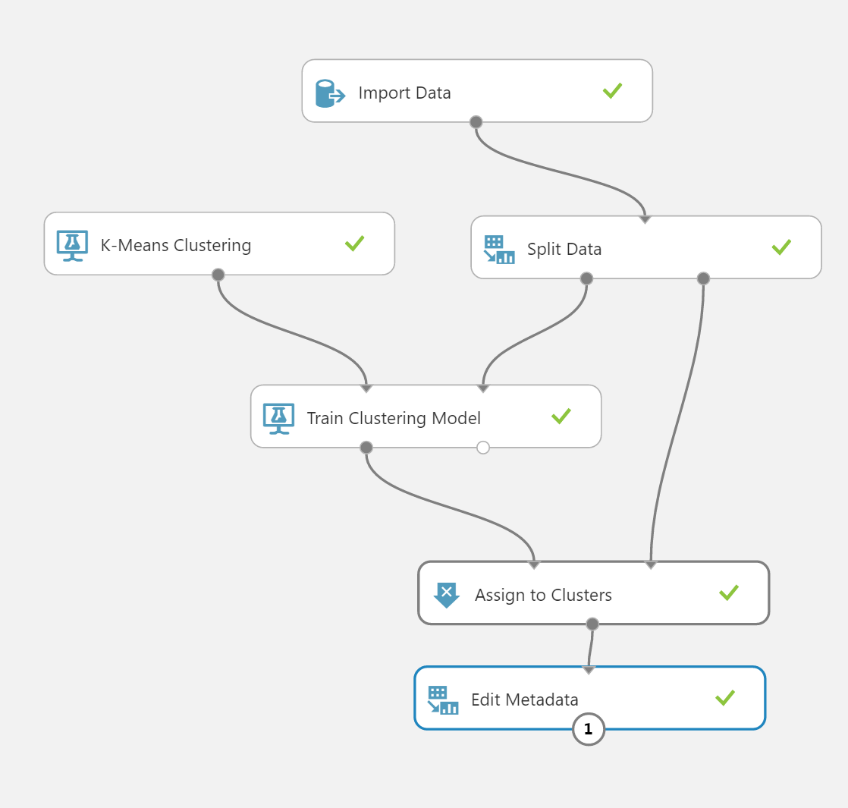 Import Data
K-Means Clustering
Split Data
Train Clustering Model
Assign to Clusters
Edit Metadata
1